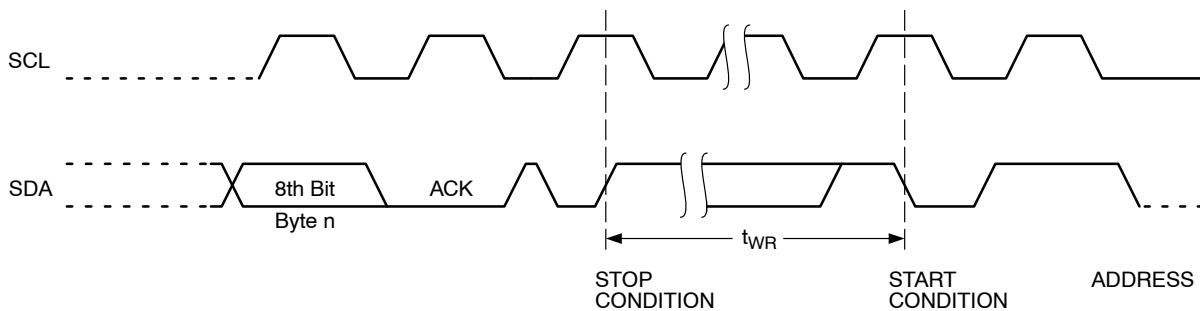 SCL
SDA
8th Bit
Byte n
ACK
tWR
STOP
CONDITION
START
CONDITION
ADDRESS